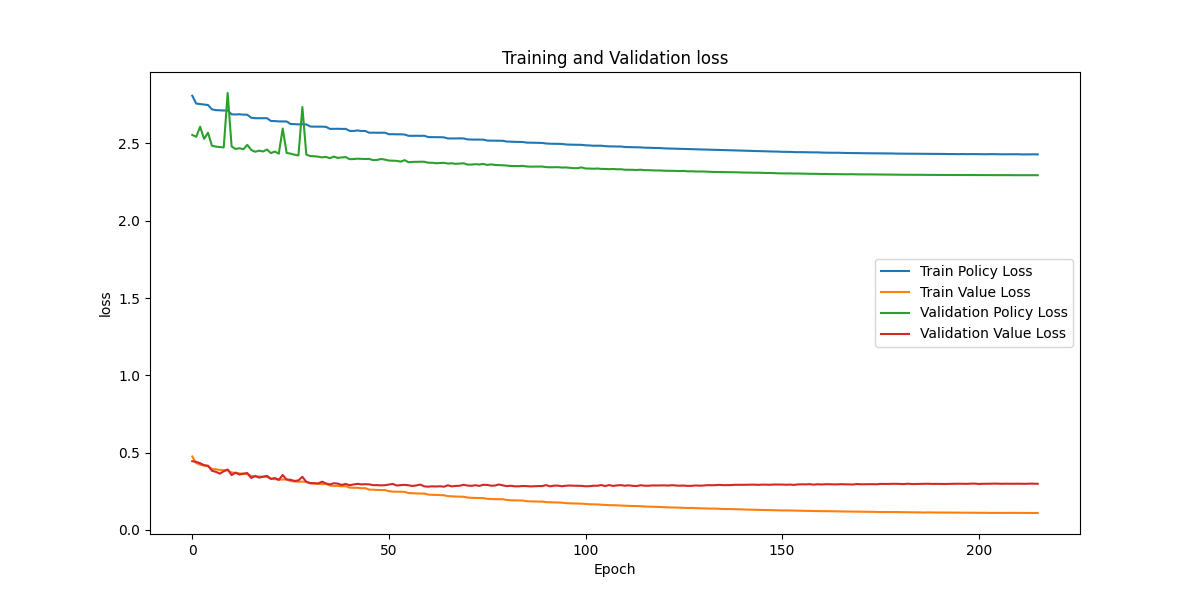 Training and Validation loss
2.5
2.0
1.5
1.0
0.5
0.0
loss
Train Policy Loss
Train Value Loss
Validation Policy Loss
Validation Value Loss
0 50 100 150 200
Epoch